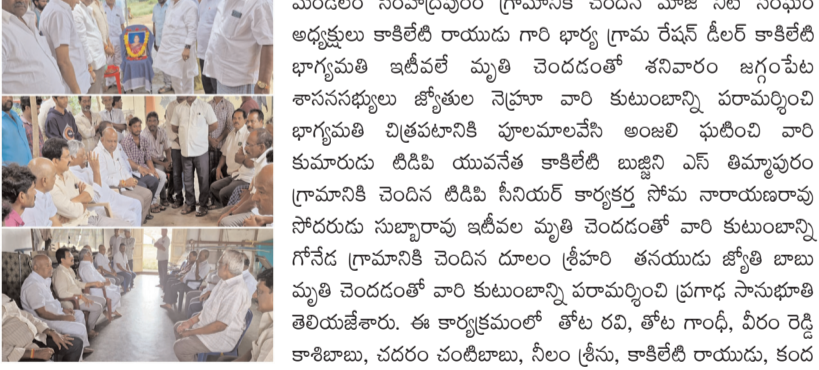 మండలం సింహాద్రిపురం గ్రామానికి చెందిన మాజీ నీటి సంఘం
అధ్యక్షులు కాకిలేటి రాయుడు గారి భార్య గ్రామ రేషన్ డీలర్ కాకిలేటి
భాగ్యమతి ఇటీవలే మృతి చెందడంతో శనివారం జగ్గంపేట
శాసనసభ్యులు జ్యోతుల నెహ్రూ వారి కుటుంబాన్ని పరామర్శించి
భాగ్యమతి చిత్రపటానికి పూలమాలవేసి అంజలి ఘటించి వారి
కుమారుడు టిడిపి యువనేత కాకిలేటి బుజ్జిని ఎస్ తిమ్మాపురం
గ్రామానికి చెందిన టిడిపి సీనియర్ కార్యకర్త సోమ నారాయణరావు
సోదరుడు సుబ్బారావు ఇటీవల మృతి చెందడంతో వారి కుటుంబాన్ని
గోనేడ గ్రామానికి చెందిన దూలం శ్రీహరి తనయుడు జ్యోతి బాబు
మృతి చెందడంతో వారి కుటుంబాన్ని పరామర్శించి ప్రగాఢ సానుభూతి
తెలియజేశారు. ఈ కార్యక్రమంలో తోట రవి, తోట గాంధీ, వీరం రెడ్డి
కాశిబాబు, చదరం చంటిబాబు, నీలం శ్రీను, కాకిలేటి రాయుడు, కంద